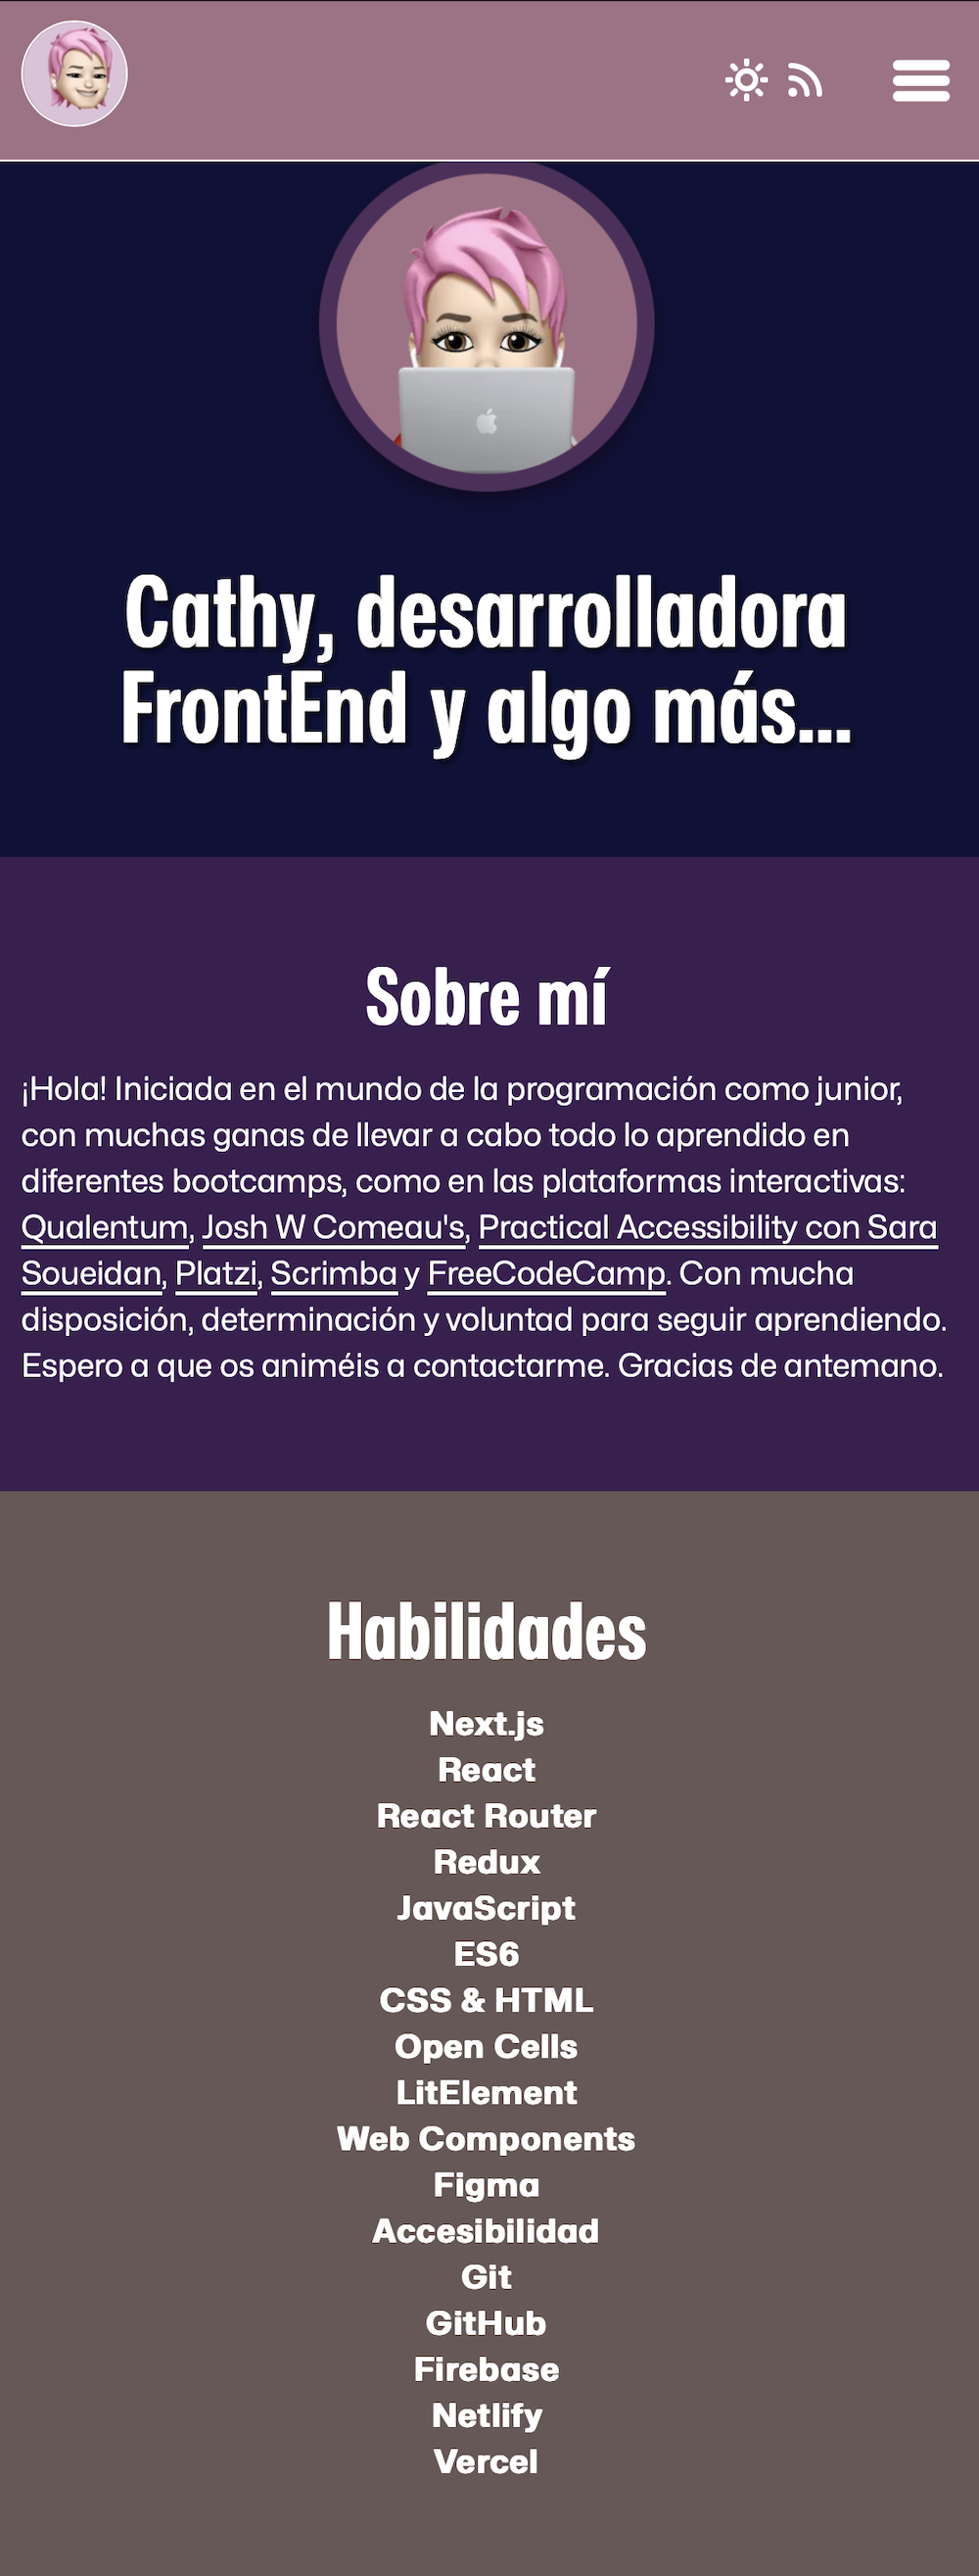 Cathy, desarrolladora
FrontEnd y algo más...
Sobre mí
¡Hola! Iniciada en el mundo de la programación como junior,
con muchas ganas de llevar a cabo todo lo aprendido en
diferentes bootcamps, como en las plataformas interactivas:
Qualentum, Josh W Comeau's, Practical Accessibility con Sara
Soueidan, Platzi, Scrimba y FreeCodeCamp. Con mucha
disposición, determinación y voluntad para seguir aprendiendo.
Espero a que os animéis a contactarme. Gracias de antemano.
Habilidades
Next.js
React
React Router
Redux
JavaScript
ES6
CSS & HTML
Open Cells
LitElement
Web Components
Figma
Accesibilidad
Git
GitHub
Firebase
Netlify
Vercel